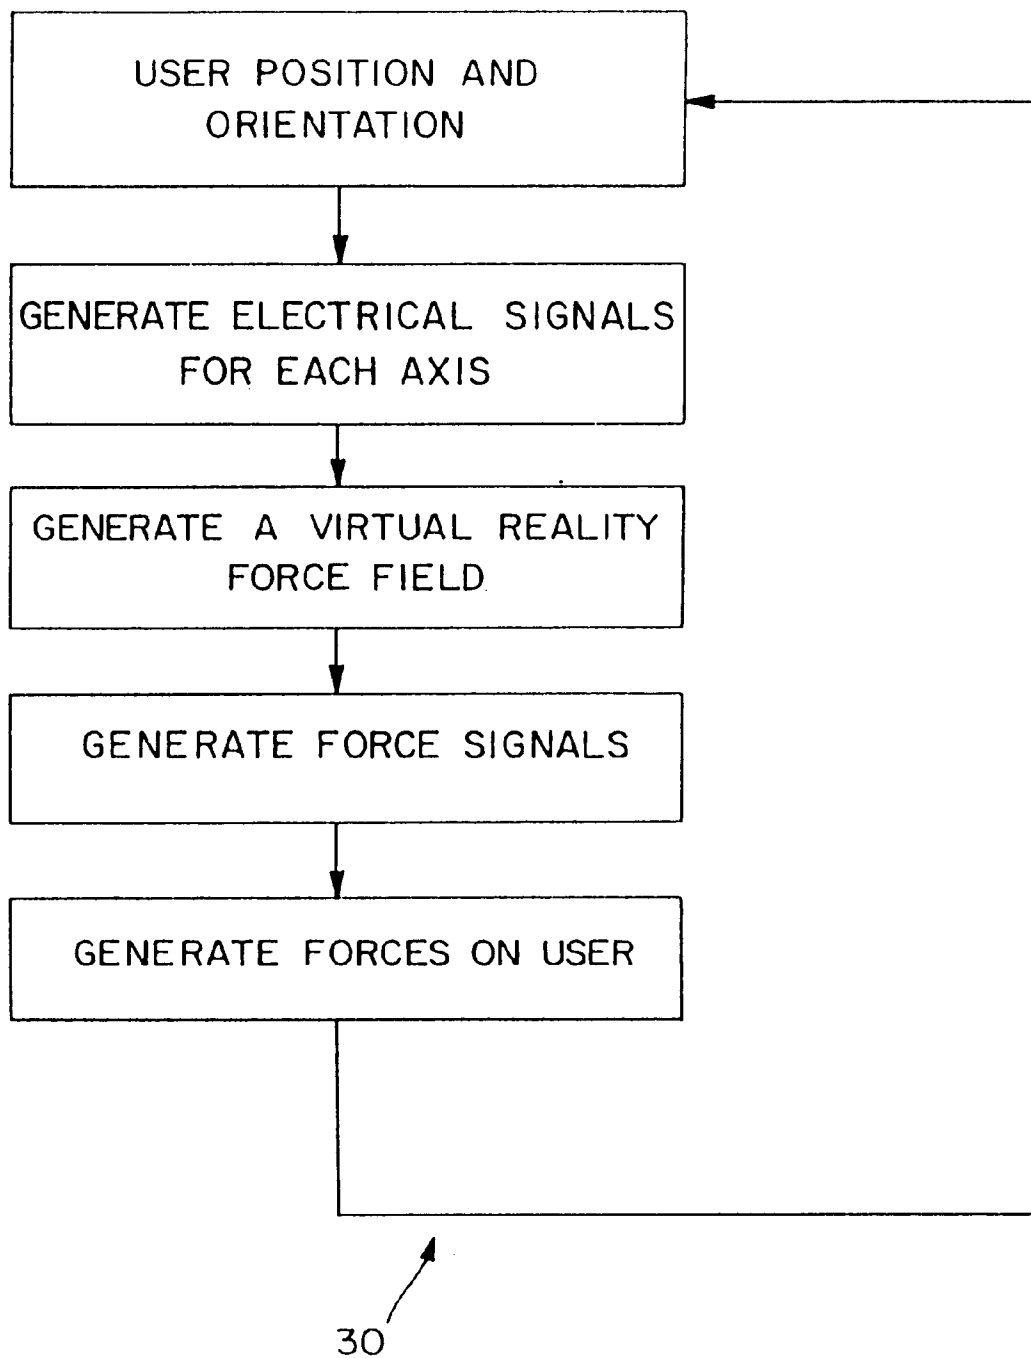 USER POSITION AND
ORIENTATION
GENERATE ELECTRICAL SIGNALS
FOR EACH AXIS
GENERATE A VIRTUAL REALITY
FORCE FIELD
GENERATE FORCE SIGNALS
GENERATE FORCES ON USER
30